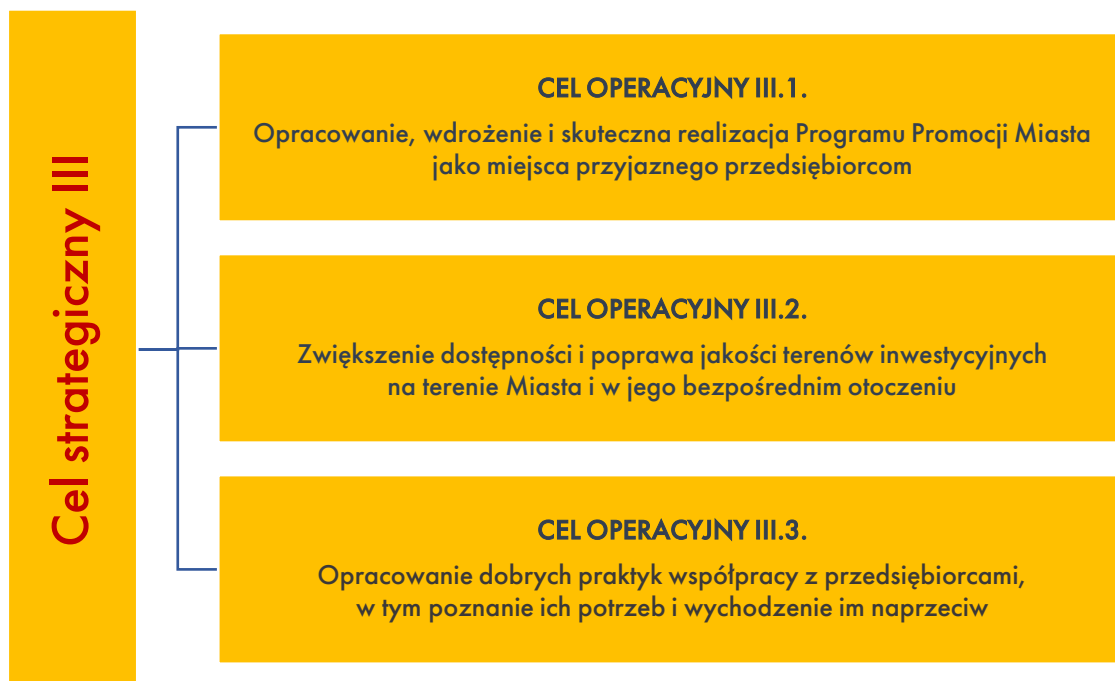 Cel strategiczny III
CEL OPERACYJNY III.1.
Opracowanie, wdrożenie i skuteczna realizacja Programu Promocji Miasta
jako miejsca przyjaznego przedsiębiorcom
CEL OPERACYJNY III.2.
Zwiększenie dostępności i poprawa jakości terenów inwestycyjnych
na terenie Miasta i w jego bezpośrednim otoczeniu
CEL OPERACYJNY III.3.
Opracowanie dobrych praktyk współpracy z przedsiębiorcami,
w tym poznanie ich potrzeb i wychodzenie im naprzeciw